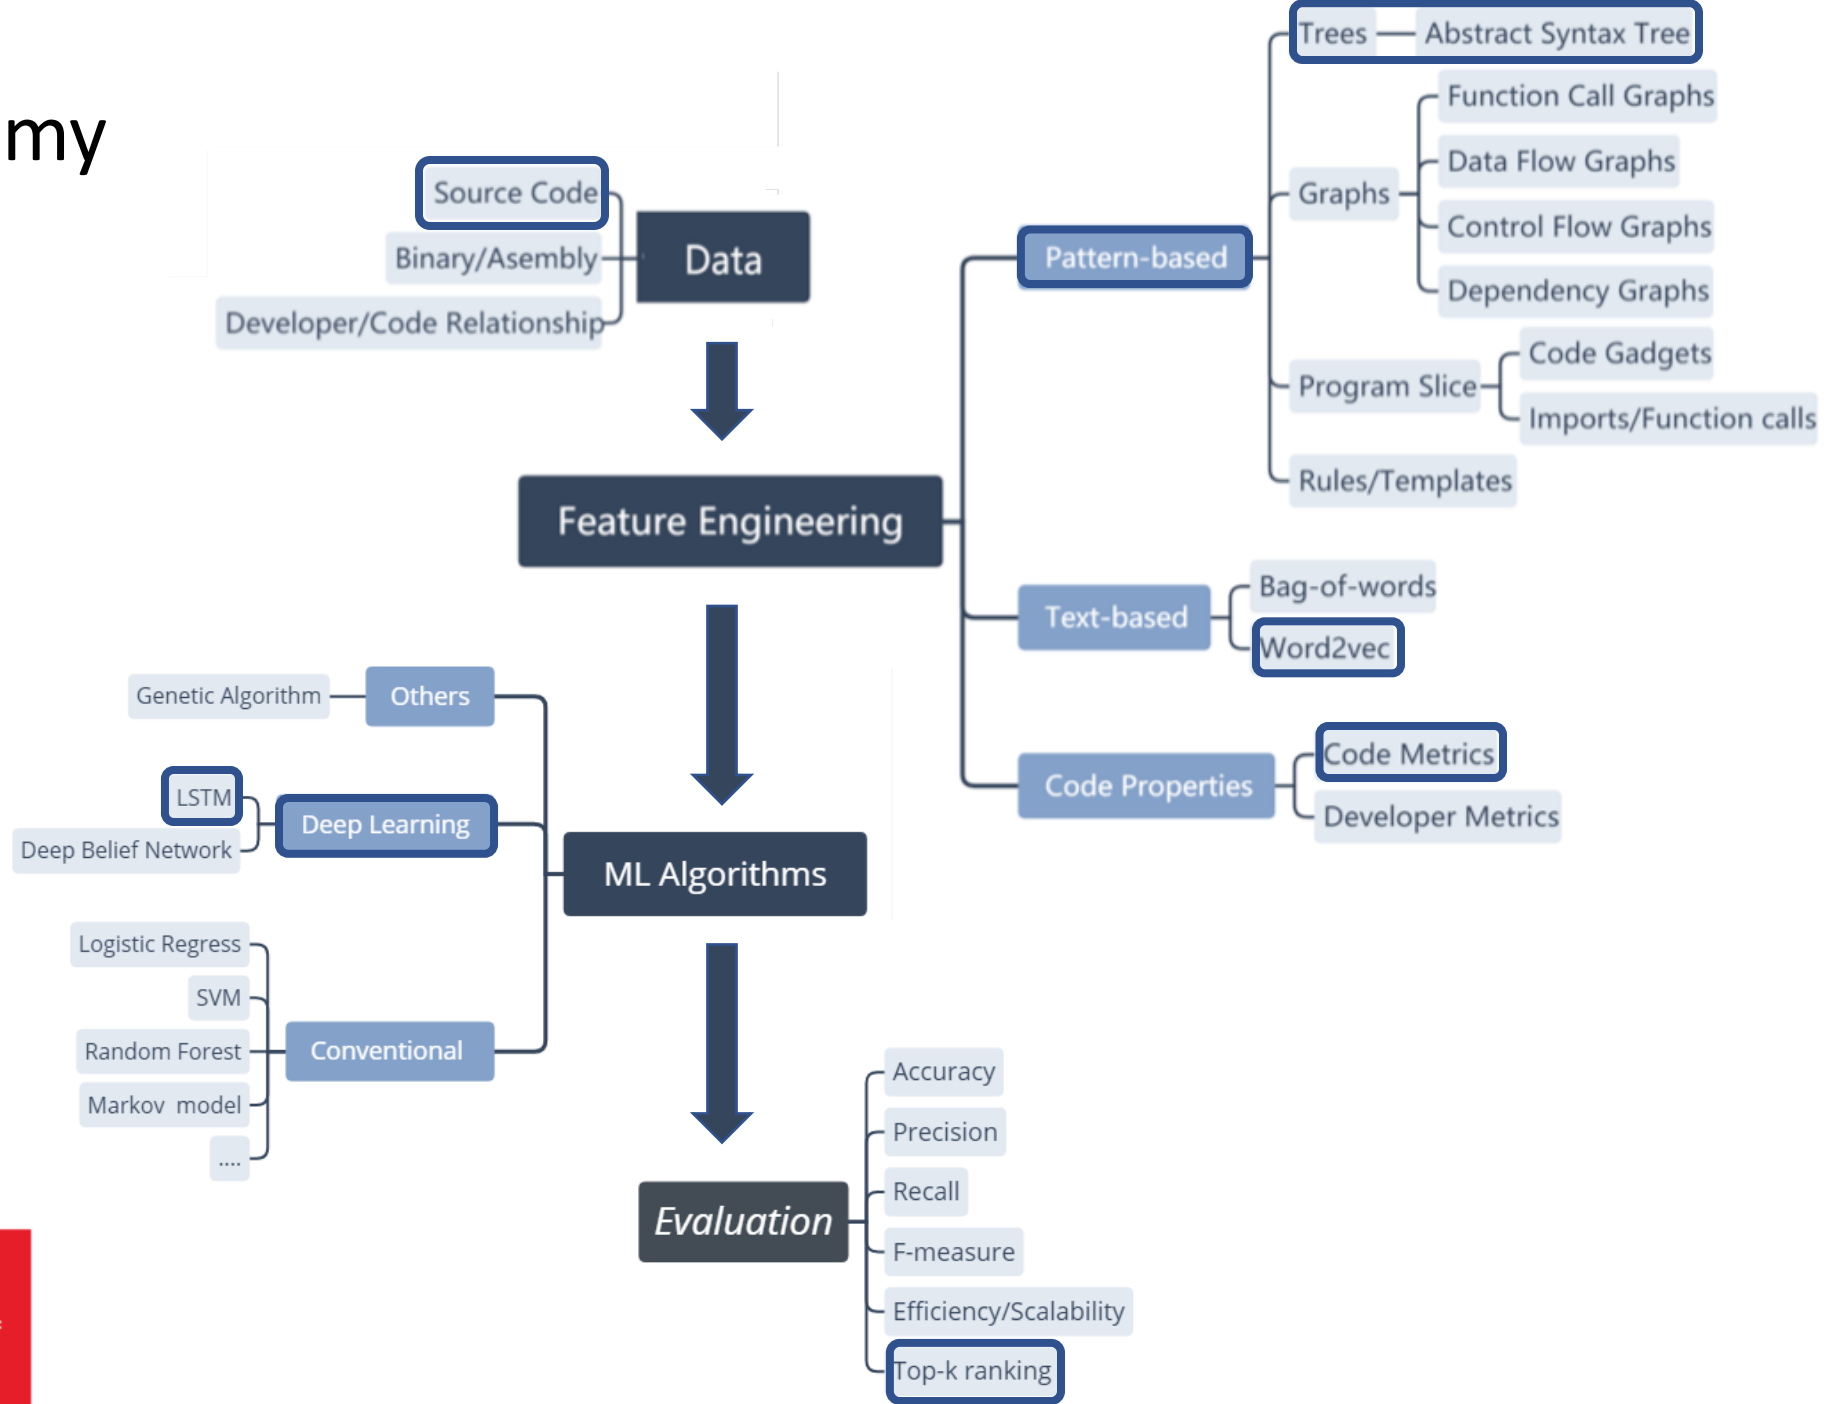 my
Source Code
Binary/Asembly
Developer/Code Relationship
Data
Feature Engineering
Pattern-based
Trees
Abstract Syntax Tree
Graphs
Function Call Graphs
Data Flow Graphs
Control Flow Graphs
Dependency Graphs
Program Slice
Code Gadgets
Imports/Function calls
Rules/Templates
Text-based
Bag-of-words
Word2vec
Code Properties
Code Metrics
Developer Metrics
ML Algorithms
Others
Genetic Algorithm
Deep Learning
LSTM
Deep Belief Network
Conventional
Logistic Regress
SVM
Random Forest
Markov  model
....
Evaluation
Accuracy
Precision
Recall
F-measure
Efficiency/Scalability
Top-k ranking